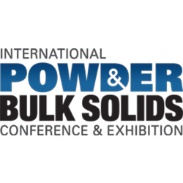 INTERNATIONAL
POWDER &
BULK SOLIDS
CONFERENCE & EXHIBITION